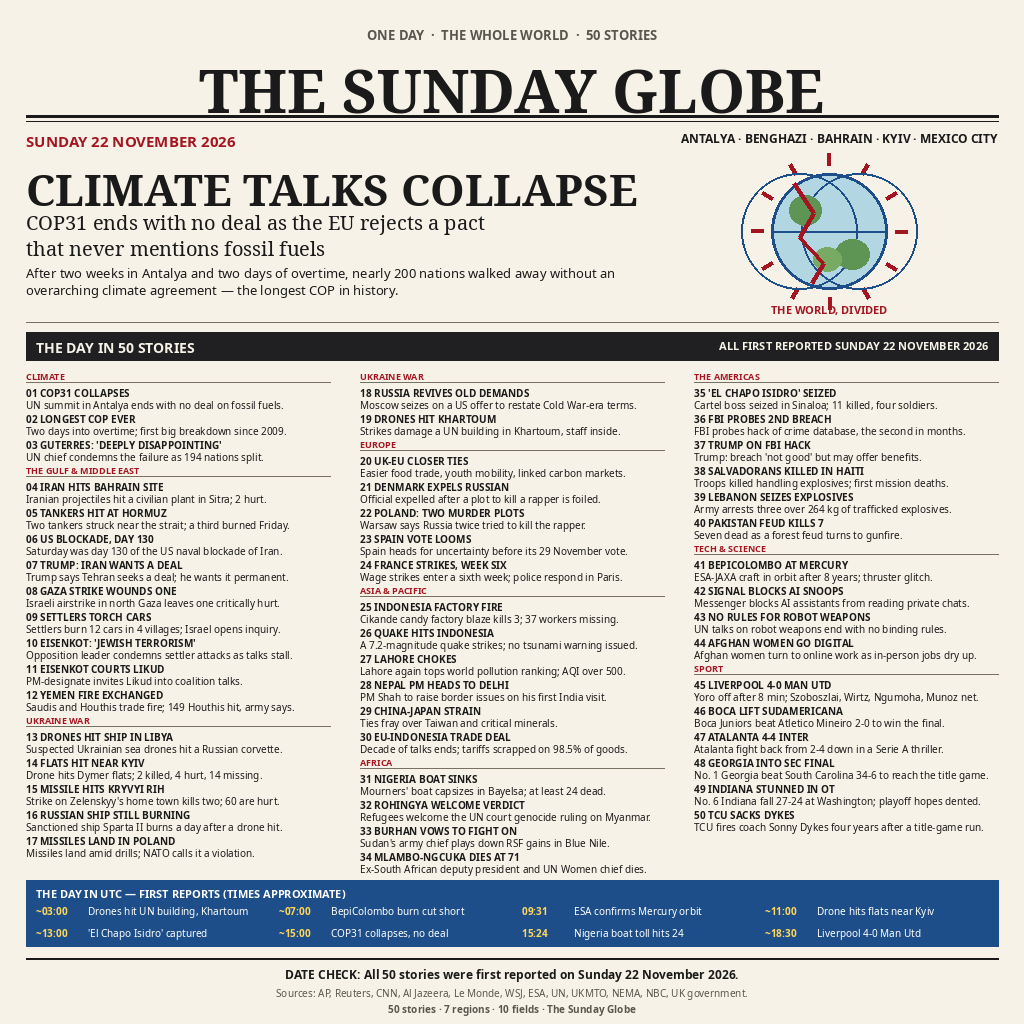 ONE DAY · THE WHOLE WORLD · 50 STORIES
THE SUNDAY GLOBE
SUNDAY 22 NOVEMBER 2026
ANTALYA · BENGHAZI · BAHRAIN · KYIV · MEXICO CITY
CLIMATE TALKS COLLAPSE
COP31 ends with no deal as the EU rejects a pact
that never mentions fossil fuels
After two weeks in Antalya and two days of overtime, nearly 200 nations walked away without an
overarching climate agreement — the longest COP in history.
THE WORLD, DIVIDED
THE DAY IN 50 STORIES
ALL FIRST REPORTED SUNDAY 22 NOVEMBER 2026
CLIMATE
01 COP31 COLLAPSES
UN summit in Antalya ends with no deal on fossil fuels.
02 LONGEST COP EVER
Two days into overtime; first big breakdown since 2009.
03 GUTERRES: 'DEEPLY DISAPPOINTING'
UN chief condemns the failure as 194 nations split.
THE GULF & MIDDLE EAST
04 IRAN HITS BAHRAIN SITE
Iranian projectiles hit a civilian plant in Sitra; 2 hurt.
05 TANKERS HIT AT HORMUZ
Two tankers struck near the strait; a third burned Friday.
06 US BLOCKADE, DAY 130
Saturday was day 130 of the US naval blockade of Iran.
07 TRUMP: IRAN WANTS A DEAL
Trump says Tehran seeks a deal; he wants it permanent.
08 GAZA STRIKE WOUNDS ONE
Israeli airstrike in north Gaza leaves one critically hurt.
09 SETTLERS TORCH CARS
Settlers burn 12 cars in 4 villages; Israel opens inquiry.
10 EISENKOT: 'JEWISH TERRORISM'
Opposition leader condemns settler attacks as talks stall.
11 EISENKOT COURTS LIKUD
PM-designate invites Likud into coalition talks.
12 YEMEN FIRE EXCHANGED
Saudis and Houthis trade fire; 149 Houthis hit, army says.
UKRAINE WAR
13 DRONES HIT SHIP IN LIBYA
Suspected Ukrainian sea drones hit a Russian corvette.
14 FLATS HIT NEAR KYIV
Drone hits Dymer flats; 2 killed, 4 hurt, 14 missing.
15 MISSILE HITS KRYVYI RIH
Strike on Zelenskyy's home town kills two; 60 are hurt.
16 RUSSIAN SHIP STILL BURNING
Sanctioned ship Sparta II burns a day after a drone hit.
17 MISSILES LAND IN POLAND
Missiles land amid drills; NATO calls it a violation.
UKRAINE WAR
18 RUSSIA REVIVES OLD DEMANDS
Moscow seizes on a US offer to restate Cold War-era terms.
19 DRONES HIT KHARTOUM
Strikes damage a UN building in Khartoum, staff inside.
EUROPE
20 UK-EU CLOSER TIES
Easier food trade, youth mobility, linked carbon markets.
21 DENMARK EXPELS RUSSIAN
Official expelled after a plot to kill a rapper is foiled.
22 POLAND: TWO MURDER PLOTS
Warsaw says Russia twice tried to kill the rapper.
23 SPAIN VOTE LOOMS
Spain heads for uncertainty before its 29 November vote.
24 FRANCE STRIKES, WEEK SIX
Wage strikes enter a sixth week; police respond in Paris.
ASIA & PACIFIC
25 INDONESIA FACTORY FIRE
Cikande candy factory blaze kills 3; 37 workers missing.
26 QUAKE HITS INDONESIA
A 7.2-magnitude quake strikes; no tsunami warning issued.
27 LAHORE CHOKES
Lahore again tops world pollution ranking; AQI over 500.
28 NEPAL PM HEADS TO DELHI
PM Shah to raise border issues on his first India visit.
29 CHINA-JAPAN STRAIN
Ties fray over Taiwan and critical minerals.
30 EU-INDONESIA TRADE DEAL
Decade of talks ends; tariffs scrapped on 98.5% of goods.
AFRICA
31 NIGERIA BOAT SINKS
Mourners' boat capsizes in Bayelsa; at least 24 dead.
32 ROHINGYA WELCOME VERDICT
Refugees welcome the UN court genocide ruling on Myanmar.
33 BURHAN VOWS TO FIGHT ON
Sudan's army chief plays down RSF gains in Blue Nile.
34 MLAMBO-NGCUKA DIES AT 71
Ex-South African deputy president and UN Women chief dies.
THE AMERICAS
35 'EL CHAPO ISIDRO' SEIZED
Cartel boss seized in Sinaloa; 11 killed, four soldiers.
36 FBI PROBES 2ND BREACH
FBI probes hack of crime database, the second in months.
37 TRUMP ON FBI HACK
Trump: breach 'not good' but may offer benefits.
38 SALVADORANS KILLED IN HAITI
Troops killed handling explosives; first mission deaths.
39 LEBANON SEIZES EXPLOSIVES
Army arrests three over 264 kg of trafficked explosives.
40 PAKISTAN FEUD KILLS 7
Seven dead as a forest feud turns to gunfire.
TECH & SCIENCE
41 BEPICOLOMBO AT MERCURY
ESA-JAXA craft in orbit after 8 years; thruster glitch.
42 SIGNAL BLOCKS AI SNOOPS
Messenger blocks AI assistants from reading private chats.
43 NO RULES FOR ROBOT WEAPONS
UN talks on robot weapons end with no binding rules.
44 AFGHAN WOMEN GO DIGITAL
Afghan women turn to online work as in-person jobs dry up.
SPORT
45 LIVERPOOL 4-0 MAN UTD
Yoro off after 8 min; Szoboszlai, Wirtz, Ngumoha, Munoz net.
46 BOCA LIFT SUDAMERICANA
Boca Juniors beat Atletico Mineiro 2-0 to win the final.
47 ATALANTA 4-4 INTER
Atalanta fight back from 2-4 down in a Serie A thriller.
48 GEORGIA INTO SEC FINAL
No. 1 Georgia beat South Carolina 34-6 to reach the title game.
49 INDIANA STUNNED IN OT
No. 6 Indiana fall 27-24 at Washington; playoff hopes dented.
50 TCU SACKS DYKES
TCU fires coach Sonny Dykes four years after a title-game run.
THE DAY IN UTC — FIRST REPORTS (TIMES APPROXIMATE)
~03:00 Drones hit UN building, Khartoum ~07:00 BepiColombo burn cut short 09:31 ESA confirms Mercury orbit ~11:00 Drone hits flats near Kyiv
~13:00 'El Chapo Isidro' captured ~15:00 COP31 collapses, no deal 15:24 Nigeria boat toll hits 24 ~18:30 Liverpool 4-0 Man Utd
DATE CHECK: All 50 stories were first reported on Sunday 22 November 2026.
Sources: AP, Reuters, CNN, Al Jazeera, Le Monde, WSJ, ESA, UN, UKMTO, NEMA, NBC, UK government.
50 stories · 7 regions · 10 fields · The Sunday Globe